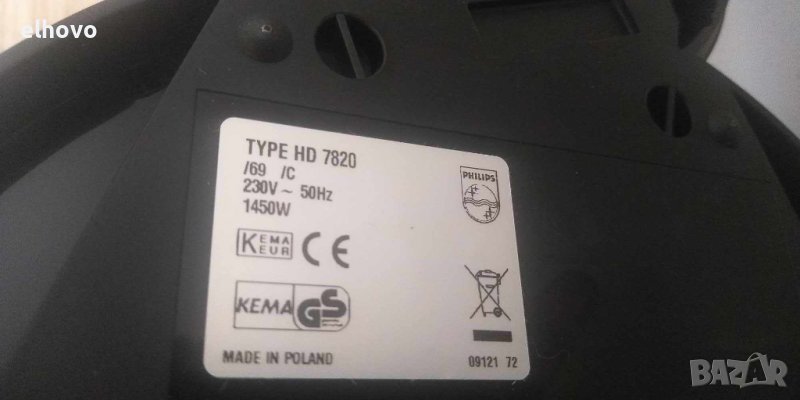 elhovo
TYPE HD 7820
/69 /C
230V ~ 50Hz
1450W
PHILIPS
KEMA
KEUR
CE
KEMA GS
MADE IN POLAND
09121 72
BAZAR